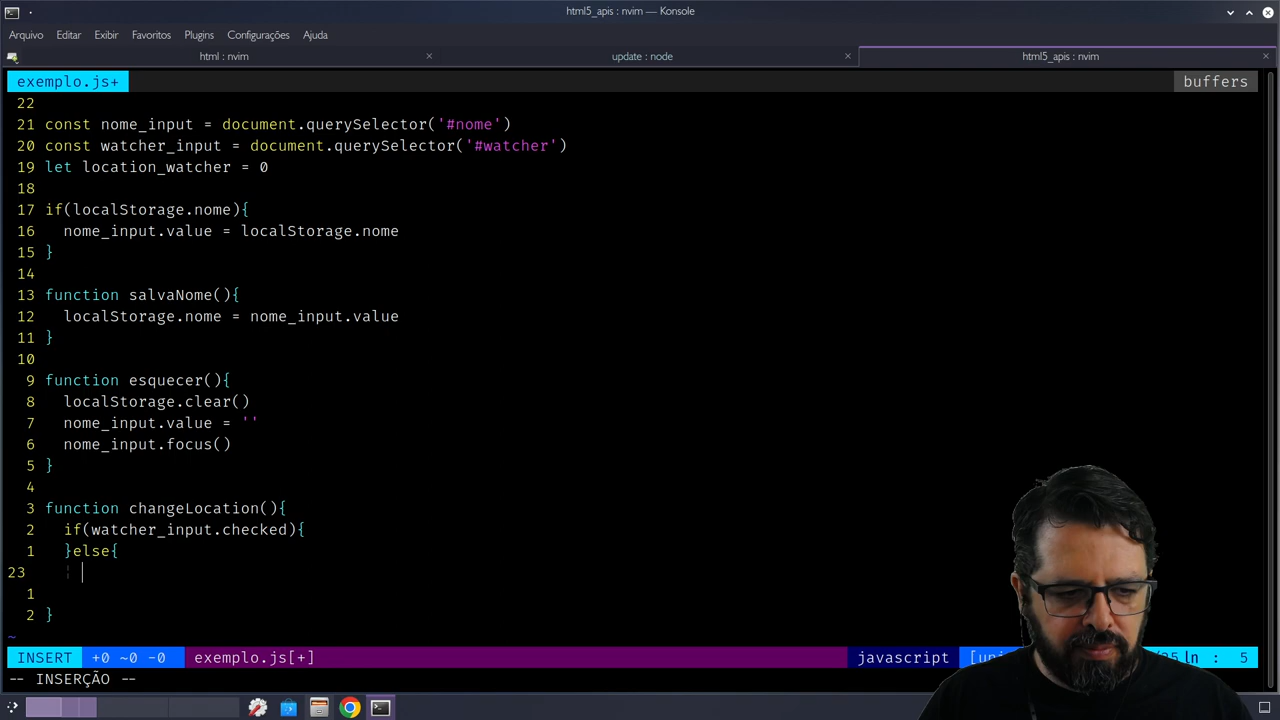 html5_apis : nvim — Konsole
Arquivo Editar Exibir Favoritos Plugins Configurações Ajuda
html : nvim
update : node
html5_apis : nvim
exemplo.js+
buffers
22
21 const nome_input = document.querySelector('#nome')
20 const watcher_input = document.querySelector('#watcher')
19 let location_watcher = 0
18
17 if(localStorage.nome){
16 nome_input.value = localStorage.nome
15 }
14
13 function salvaNome(){
12 localStorage.nome = nome_input.value
11 }
10
9 function esquecer(){
8 localStorage.clear()
7 nome_input.value = ''
6 nome_input.focus()
5 }
4
3 function changeLocation(){
2 if(watcher_input.checked){
1 }else{
23
1
2 }
~
INSERT +0 ~0 -0 exemplo.js[+] javascript ln : 5
-- INSERÇÃO --